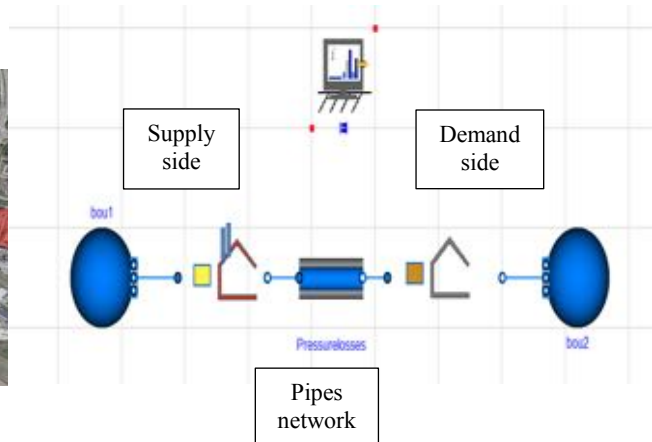 Supply
side
Demand
side
bou1
Pressurelosses
bou2
Pipes
network